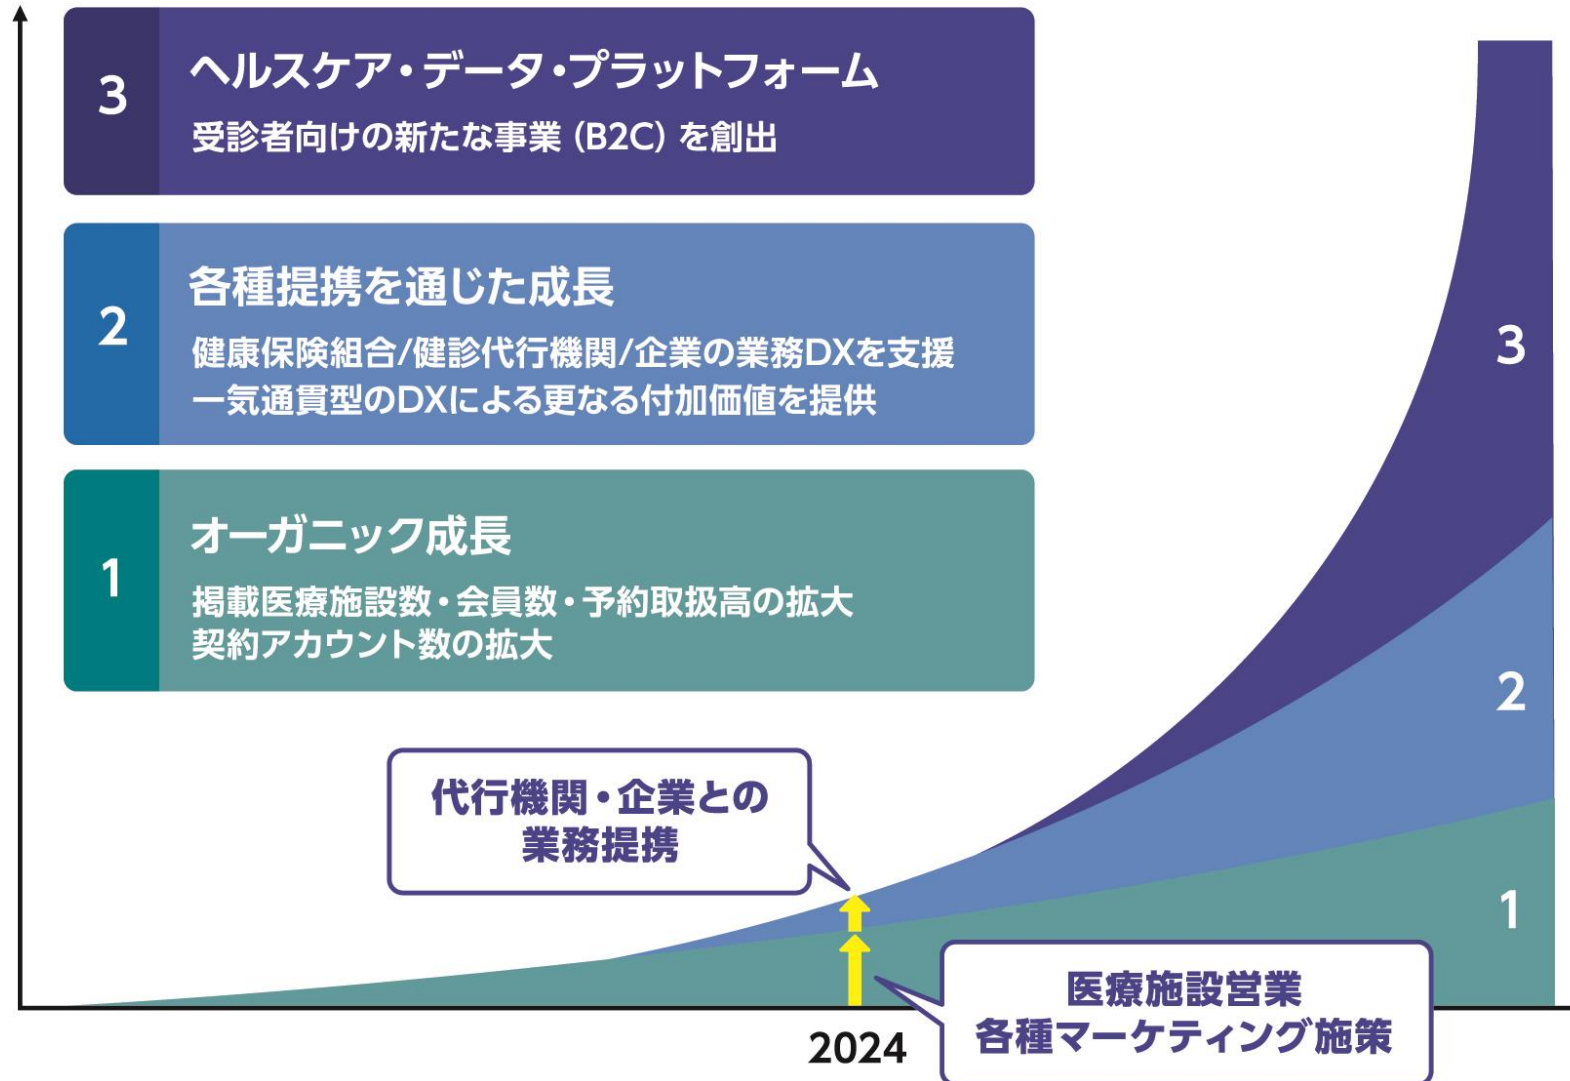 3
ヘルスケア・データ・プラットフォーム
受診者向けの新たな事業（B2C）を創出
2
各種提携を通じた成長
健康保険組合/健診代行機関/企業の業務DXを支援
一気通貫型のDXによる更なる付加価値を提供
1
オーガニック成長
掲載医療施設数・会員数・予約取扱高の拡大
契約アカウント数の拡大
3
2
1
代行機関・企業との
業務提携
医療施設営業
各種マーケティング施策
2024